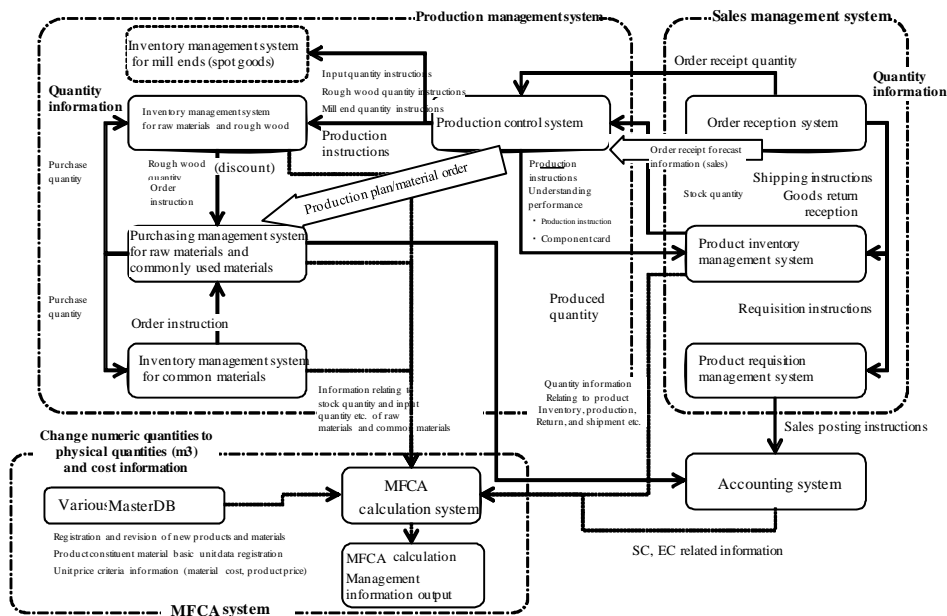 Production management system
Sales management system
Inventory management system
for mill ends (spot goods)
Input quantity instructions
Rough wood quantity instructions
Mill end quantity instructions
Order receipt quantity
Quantity
information
Quantity
information
Inventory management system
for raw materials and rough wood
Production
instructions
Production control system
Order reception system
Order receipt forecast
information (sales)
Purchase
quantity
Rough wood
quantity
Order
instruction
(discount)
Production plan/material order
Production
instructions
Understanding
performance
・ Production instruction
・ Component card
Stock quantity
Shipping instructions
Goods return
reception
Purchasing management system
for raw materials and
commonly used materials
Product inventory
management system
Purchase
quantity
Order instruction
Produced
quantity
Requisition instructions
Inventory management system
for common materials
Product requisition
management system
Information relating to
stock quantity and input
quantity etc. of raw
materials and common materials
Quantity information
Relating to product
Inventory, production,
Return, and shipment etc.
Sales posting instructions
Change numeric quantities to
physical quantities (m3)
and cost information
Various MasterDB
MFCA
calculation system
Accounting system
Registration and revision of new products and materials
Product constituent material basic unit data registration
Unit price criteria information (material cost, product price)
MFCA calculation
Management
information output
SC, EC related information
MFCA system